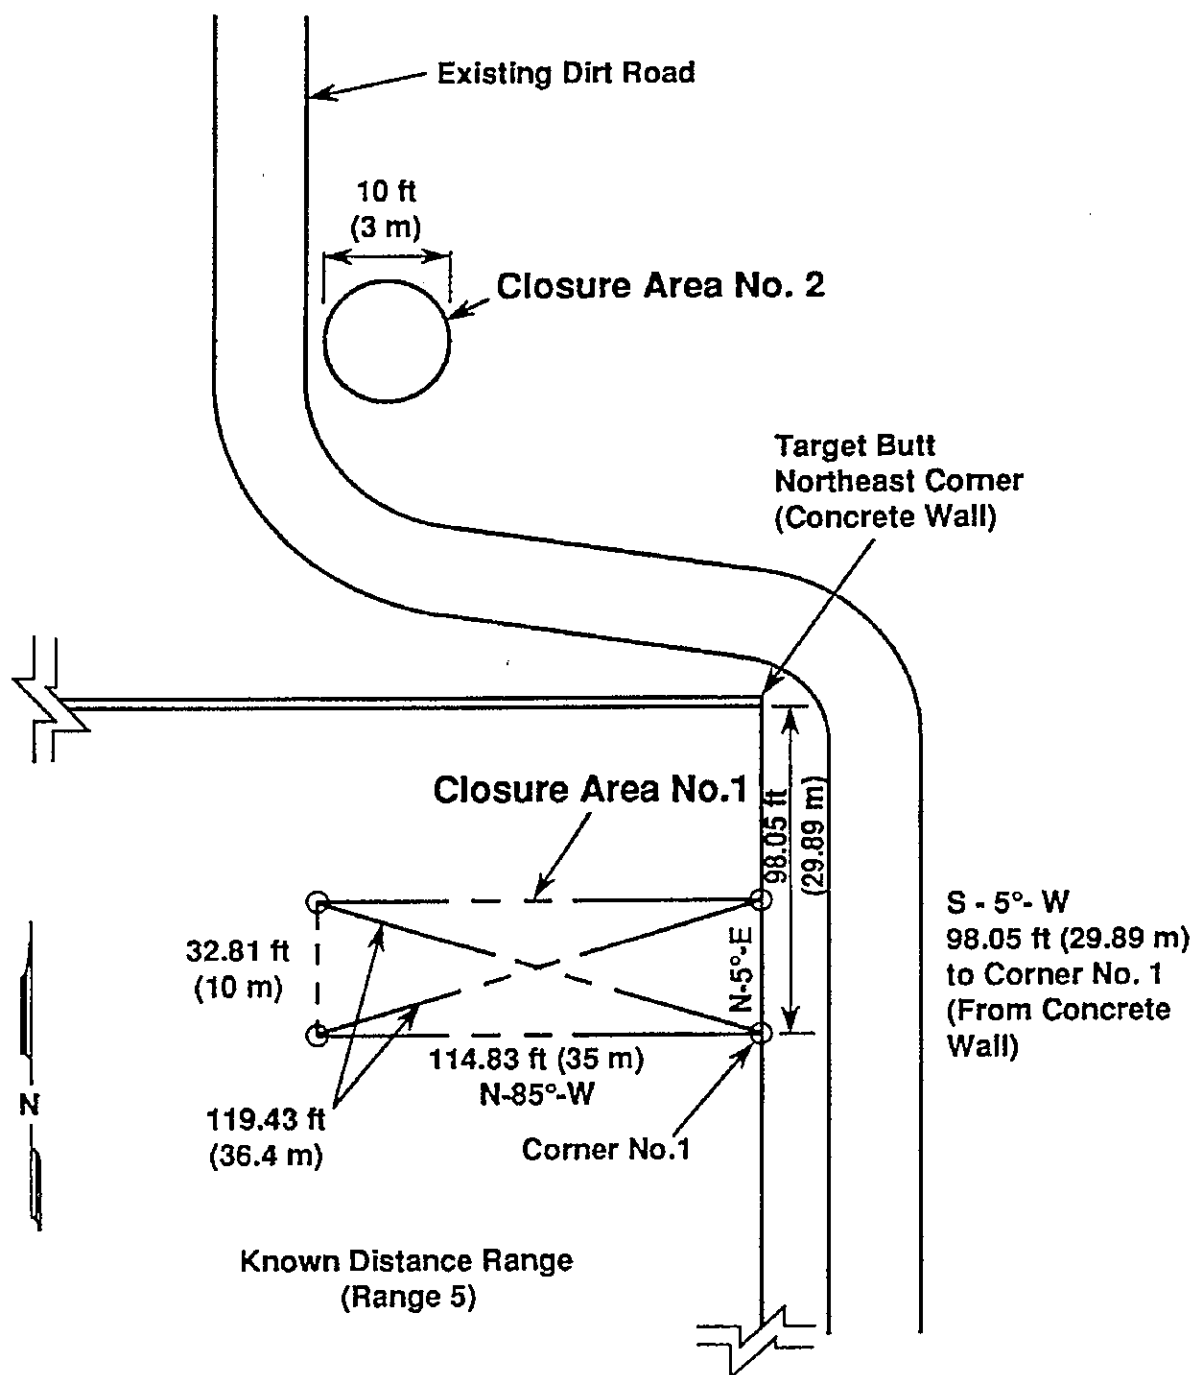 Existing Dirt Road
10 ft
(3 m)
Closure Area No. 2
Target Butt
Northeast Corner
(Concrete Wall)
Closure Area No.1
98.05 ft
(29.89 m)
N-5°-E
S - 5°- W
98.05 ft (29.89 m)
to Corner No. 1
(From Concrete
Wall)
32.81 ft
(10 m)
114.83 ft (35 m)
N-85°-W
N
119.43 ft
(36.4 m)
Corner No.1
Known Distance Range
(Range 5)